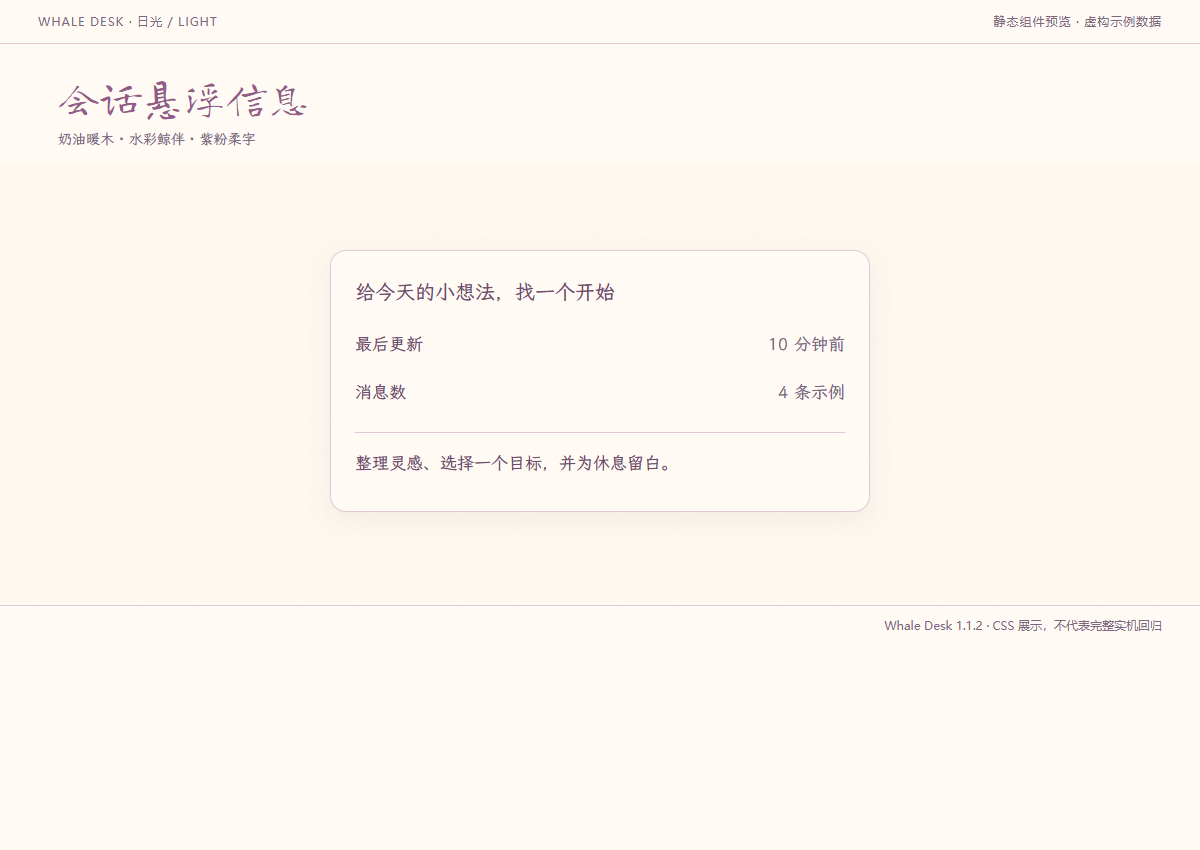 WHALE DESK · 日光 / LIGHT
静态组件预览 · 虚构示例数据
会话悬浮信息
奶油暖木 · 水彩鲸伴 · 紫粉柔字
给今天的小想法，找一个开始
最后更新 10 分钟前
消息数 4 条示例
整理灵感、选择一个目标，并为休息留白。
Whale Desk 1.1.2 · CSS 展示，不代表完整实机回归